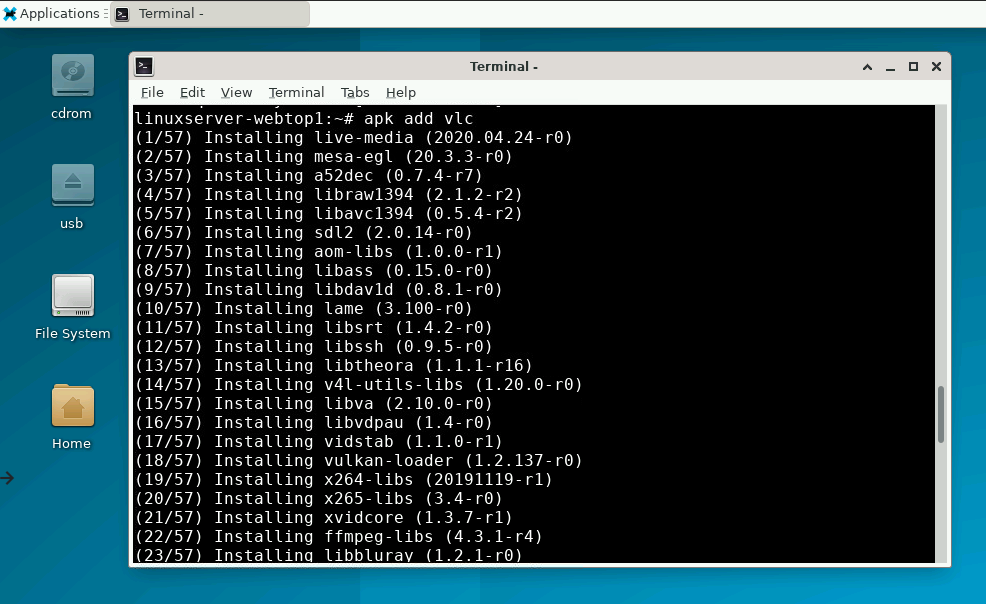 Applications
Terminal -
cdrom
usb
File System
Home
Terminal -
File Edit View Terminal Tabs Help
linuxserver-webtop1:~# apk add vlc
(1/57) Installing live-media (2020.04.24-r0)
(2/57) Installing mesa-egl (20.3.3-r0)
(3/57) Installing a52dec (0.7.4-r7)
(4/57) Installing libraw1394 (2.1.2-r2)
(5/57) Installing libavc1394 (0.5.4-r2)
(6/57) Installing sdl2 (2.0.14-r0)
(7/57) Installing aom-libs (1.0.0-r1)
(8/57) Installing libass (0.15.0-r0)
(9/57) Installing libdav1d (0.8.1-r0)
(10/57) Installing lame (3.100-r0)
(11/57) Installing libsrt (1.4.2-r0)
(12/57) Installing libssh (0.9.5-r0)
(13/57) Installing libtheora (1.1.1-r16)
(14/57) Installing v4l-utils-libs (1.20.0-r0)
(15/57) Installing libva (2.10.0-r0)
(16/57) Installing libvdpau (1.4-r0)
(17/57) Installing vidstab (1.1.0-r1)
(18/57) Installing vulkan-loader (1.2.137-r0)
(19/57) Installing x264-libs (20191119-r1)
(20/57) Installing x265-libs (3.4-r0)
(21/57) Installing xvidcore (1.3.7-r1)
(22/57) Installing ffmpeg-libs (4.3.1-r4)
(23/57) Installing libbluray (1.2.1-r0)